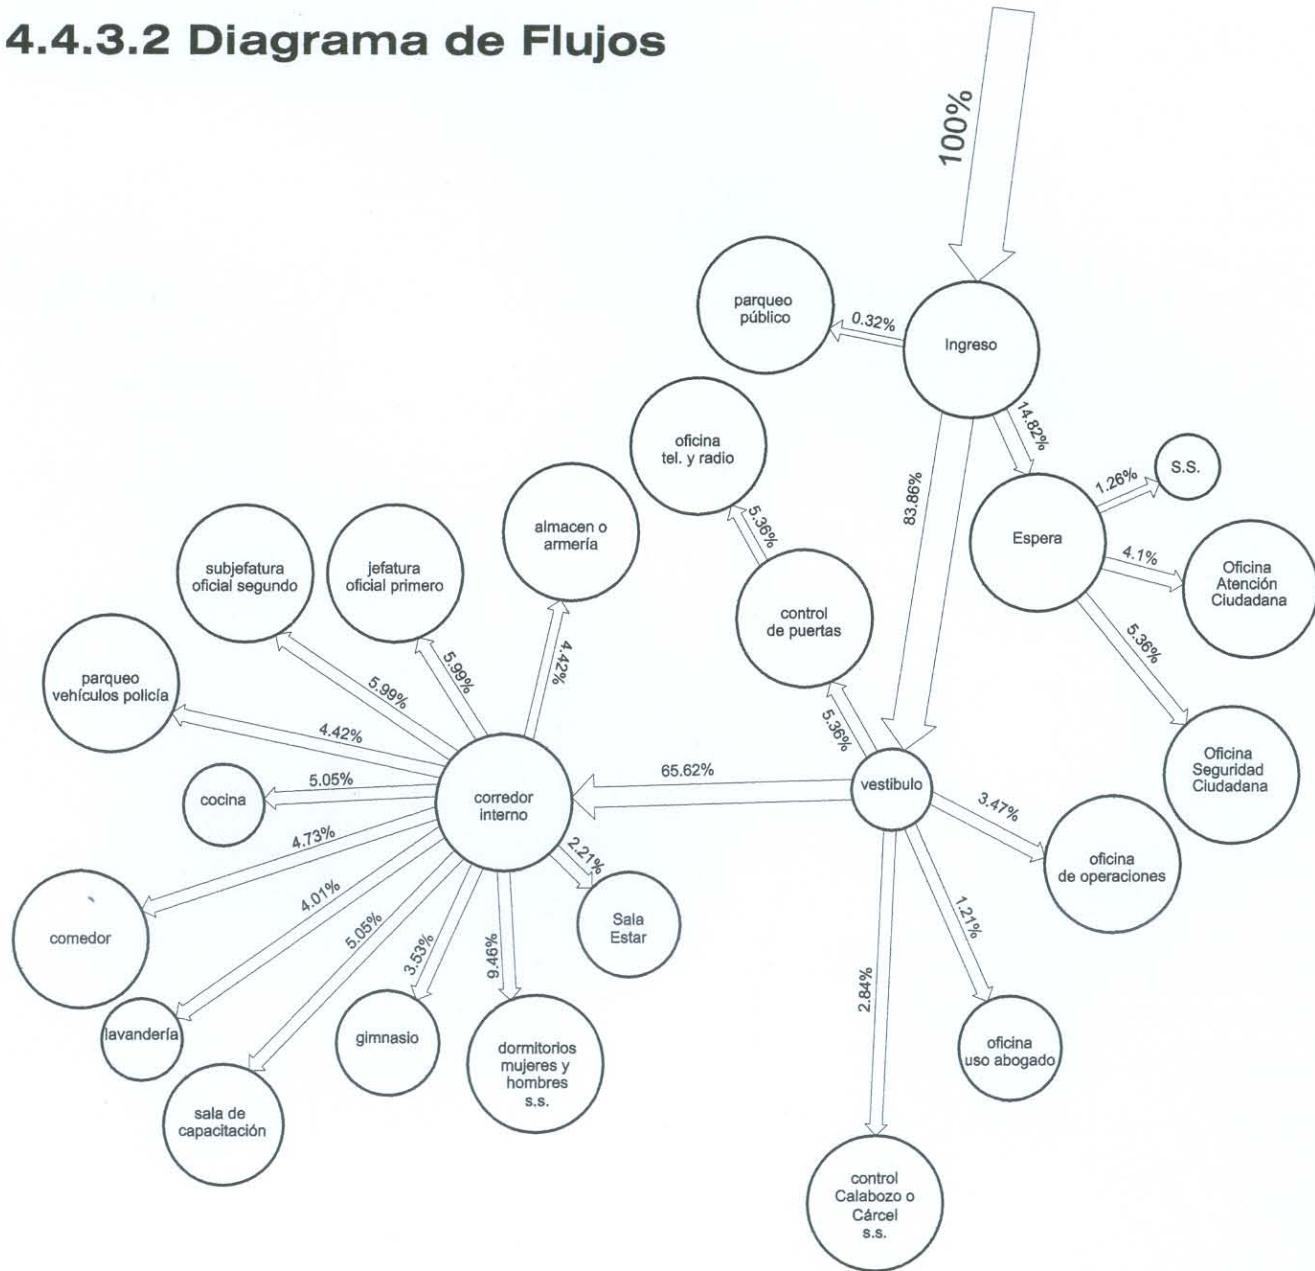 4.4.3.2 Diagrama de Flujos
100%
parqueo
público
0.32%
Ingreso
14.82%
83.86%
oficina
tel. y radio
5.36%
control
de puertas
5.36%
Espera
1.26%
S.S.
4.1%
Oficina
Atención
Ciudadana
5.36%
Oficina
Seguridad
Ciudadana
almacen o
armería
4.42%
jefatura
oficial primero
5.99%
subjefatura
oficial segundo
5.99%
parqueo
vehículos policía
4.42%
cocina
5.05%
corredor
interno
65.62%
vestíbulo
3.47%
oficina
de operaciones
1.21%
oficina
uso abogado
2.84%
control
Calabozo o
Cárcel
s.s.
4.73%
comedor
4.01%
lavandería
5.05%
sala de
capacitación
3.53%
gimnasio
9.46%
dormitorios
mujeres y
hombres
s.s.
2.21%
Sala
Estar